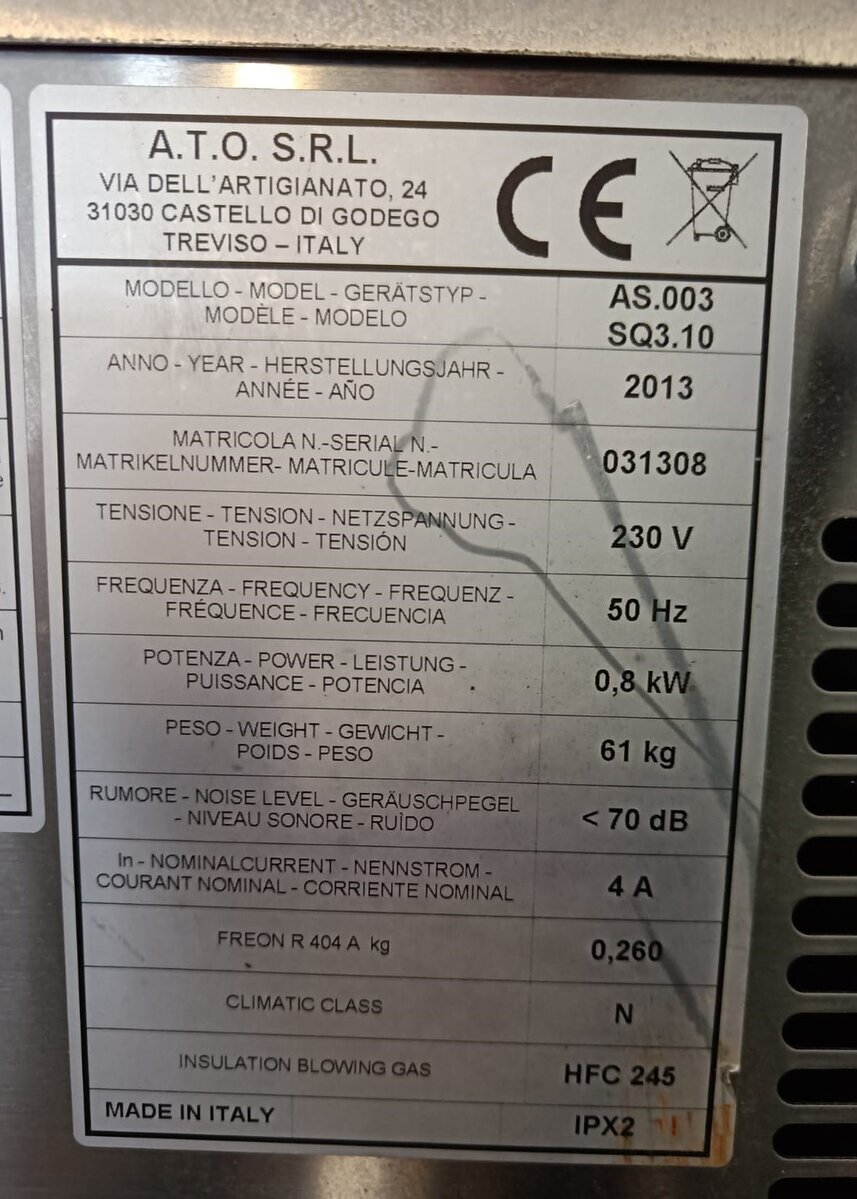 A.T.O. S.R.L.
VIA DELL'ARTIGIANATO, 24
31030 CASTELLO DI GODEGO
TREVISO – ITALY
CE
MODELLO - MODEL - GERÄTSTYP -
MODÈLE - MODELO
AS.003
SQ3.10
ANNO - YEAR - HERSTELLUNGSJAHR -
ANNÉE - AÑO
2013
MATRICOLA N.-SERIAL N.-
MATRIKELNUMMER- MATRICULE-MATRICULA
031308
TENSIONE - TENSION - NETZSPANNUNG -
TENSION - TENSIÓN
230 V
FREQUENZA - FREQUENCY - FREQUENZ -
FRÉQUENCE - FRECUENCIA
50 Hz
POTENZA - POWER - LEISTUNG -
PUISSANCE - POTENCIA
0,8 kW
PESO - WEIGHT - GEWICHT -
POIDS - PESO
61 kg
RUMORE - NOISE LEVEL - GERÄUSCHPEGEL
- NIVEAU SONORE - RUÌDO
< 70 dB
In - NOMINALCURRENT - NENNSTROM -
COURANT NOMINAL - CORRIENTE NOMINAL
4 A
FREON R 404 A kg
0,260
CLIMATIC CLASS
N
INSULATION BLOWING GAS
HFC 245
MADE IN ITALY
IPX2